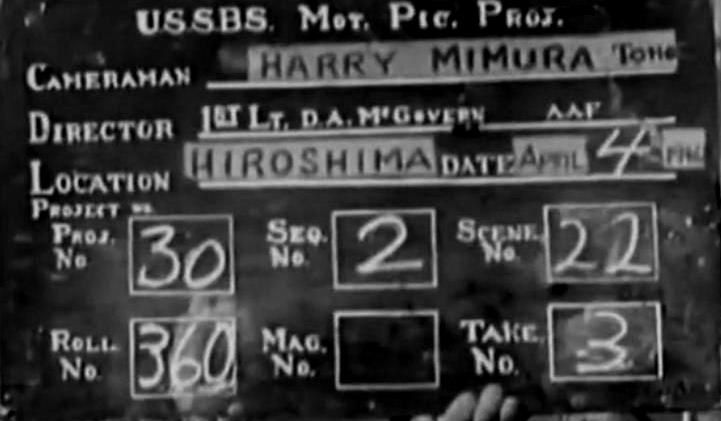 USSBS. MOT. PIC. PROJ.
CAMERAMAN HARRY MIMURA
DIRECTOR 1ST LT. D.A. McGOVERN AAF
LOCATION HIROSHIMA DATE APRIL 4
PROJECT
PROJ. No 30 SEQ. No. 2 SCENE No. 22
ROLL No. 360 MAG. No. TAKE No. 3